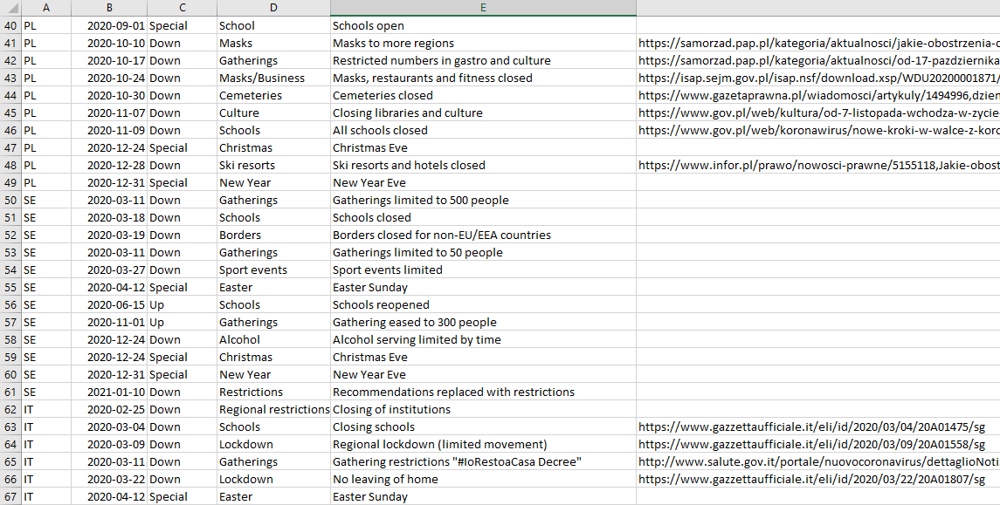 A B C D E
40 PL 2020-09-01 Special School Schools open
41 PL 2020-10-10 Down Masks Masks to more regions https://samorzad.pap.pl/kategoria/aktualnosci/jakie-obostrzenia-
42 PL 2020-10-17 Down Gatherings Restricted numbers in gastro and culture https://samorzad.pap.pl/kategoria/aktualnosci/od-17-pazdziernika
43 PL 2020-10-24 Down Masks/Business Masks, restaurants and fitness closed https://isap.sejm.gov.pl/isap.nsf/download.xsp/WDU20200001871/
44 PL 2020-10-30 Down Cemeteries Cemeteries closed https://www.gazetaprawna.pl/wiadomosci/artykuly/1494996,dzien
45 PL 2020-11-07 Down Culture Closing libraries and culture https://www.gov.pl/web/kultura/od-7-listopada-wchodza-w-zycie
46 PL 2020-11-09 Down Schools All schools closed https://www.gov.pl/web/koronawirus/nowe-kroki-w-walce-z-koro
47 PL 2020-12-24 Special Christmas Christmas Eve
48 PL 2020-12-28 Down Ski resorts Ski resorts and hotels closed https://www.infor.pl/prawo/nowosci-prawne/5155118,Jakie-obost
49 PL 2020-12-31 Special New Year New Year Eve
50 SE 2020-03-11 Down Gatherings Gatherings limited to 500 people
51 SE 2020-03-18 Down Schools Schools closed
52 SE 2020-03-19 Down Borders Borders closed for non-EU/EEA countries
53 SE 2020-03-11 Down Gatherings Gatherings limited to 50 people
54 SE 2020-03-27 Down Sport events Sport events limited
55 SE 2020-04-12 Special Easter Easter Sunday
56 SE 2020-06-15 Up Schools Schools reopened
57 SE 2020-11-01 Up Gatherings Gathering eased to 300 people
58 SE 2020-12-24 Down Alcohol Alcohol serving limited by time
59 SE 2020-12-24 Special Christmas Christmas Eve
60 SE 2020-12-31 Special New Year New Year Eve
61 SE 2021-01-10 Down Restrictions Recommendations replaced with restrictions
62 IT 2020-02-25 Down Regional restrictions Closing of institutions
63 IT 2020-03-04 Down Schools Closing schools https://www.gazzettaufficiale.it/eli/id/2020/03/04/20A01475/sg
64 IT 2020-03-09 Down Lockdown Regional lockdown (limited movement) https://www.gazzettaufficiale.it/eli/id/2020/03/09/20A01558/sg
65 IT 2020-03-11 Down Gatherings Gathering restrictions "#IoRestoaCasa Decree" http://www.salute.gov.it/portale/nuovocoronavirus/dettaglioNoti
66 IT 2020-03-22 Down Lockdown No leaving of home https://www.gazzettaufficiale.it/eli/id/2020/03/22/20A01807/sg
67 IT 2020-04-12 Special Easter Easter Sunday